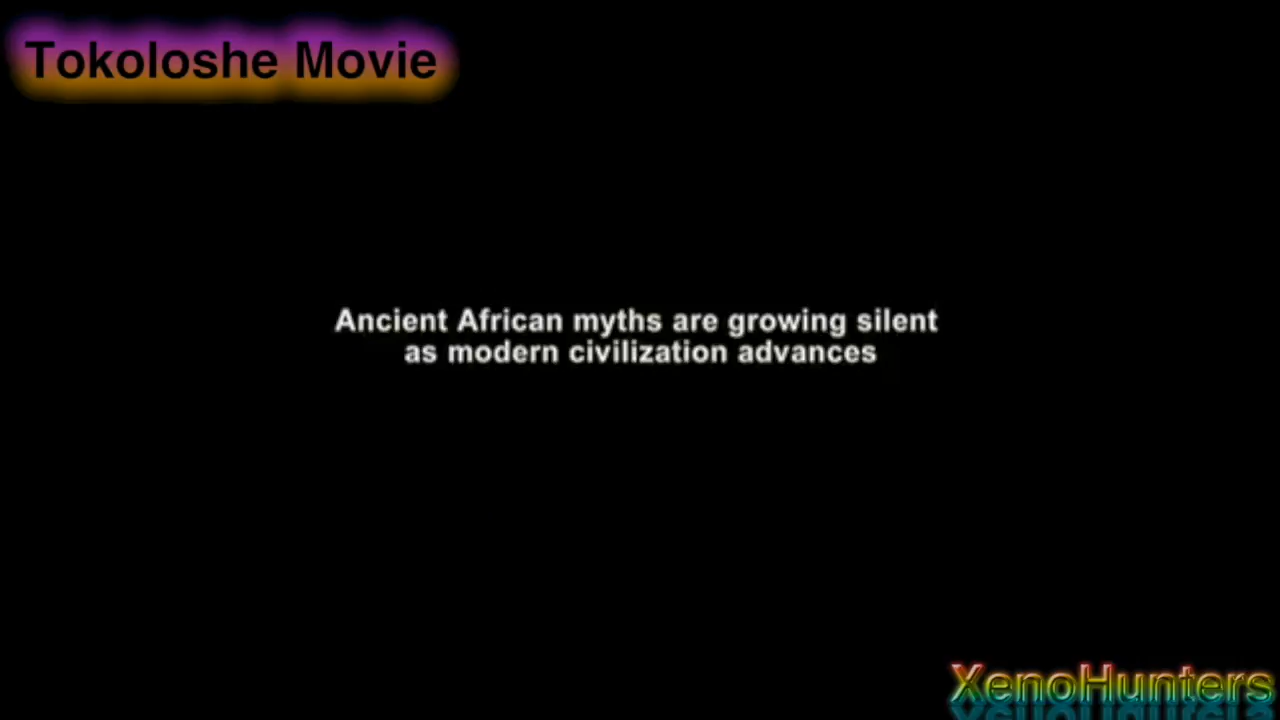 Tokoloshe Movie
Ancient African myths are growing silent
as modern civilization advances
XenoHunters